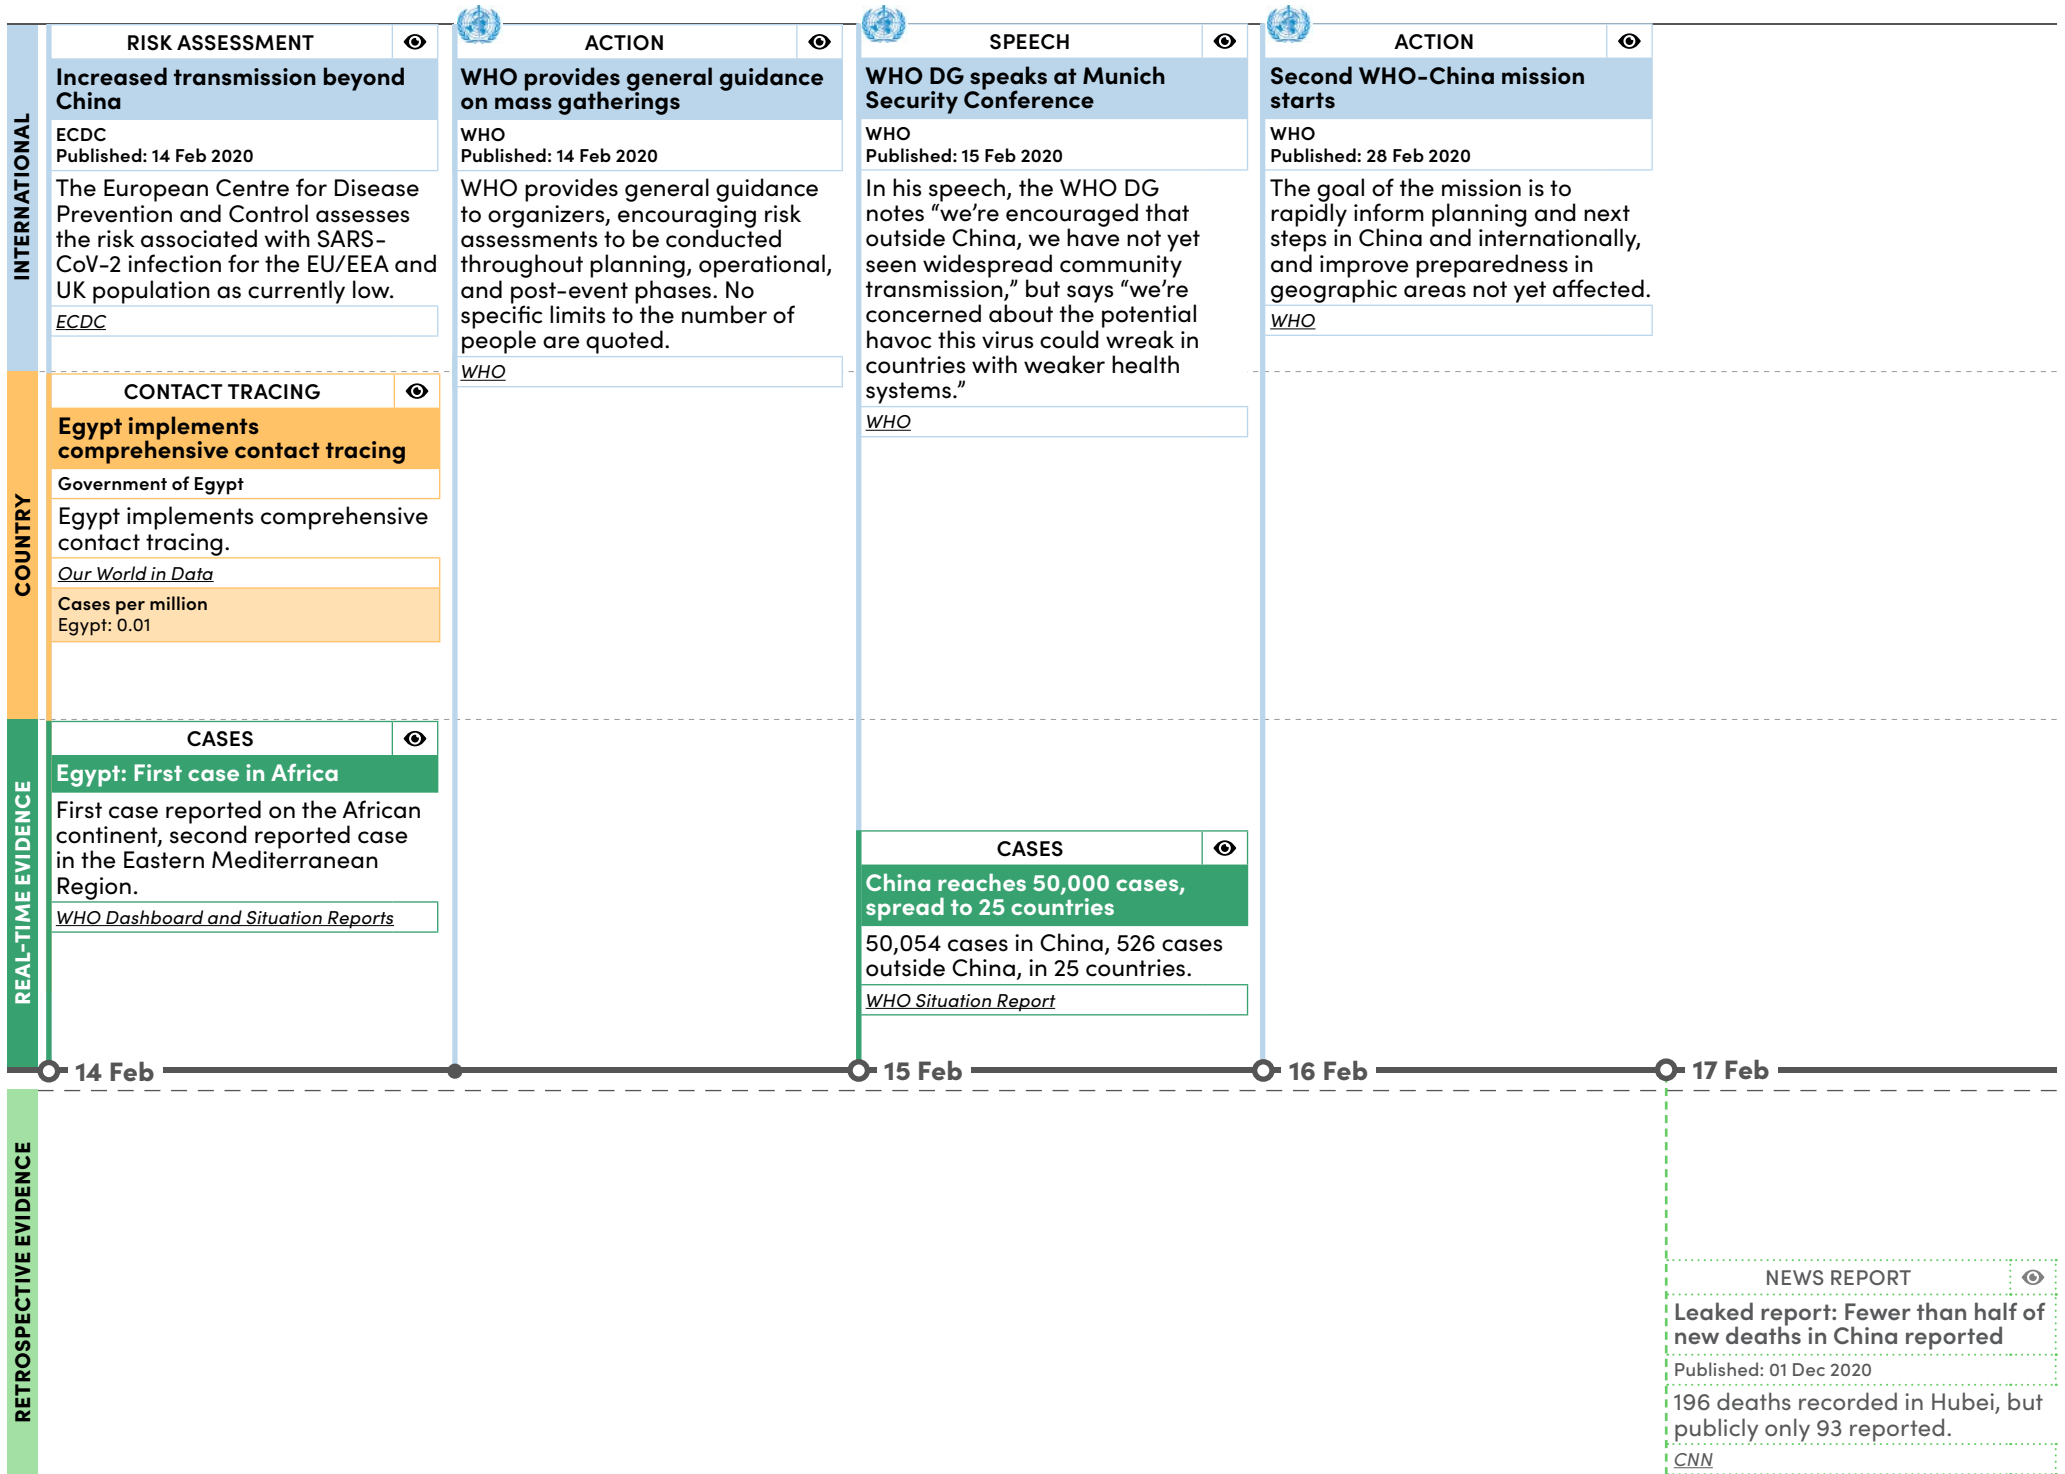 INTERNATIONAL
RISK ASSESSMENT
Increased transmission beyond
China
ECDC
Published: 14 Feb 2020
The European Centre for Disease
Prevention and Control assesses
the risk associated with SARS-
CoV-2 infection for the EU/EEA and
UK population as currently low.
ECDC
ACTION
WHO provides general guidance
on mass gatherings
WHO
Published: 14 Feb 2020
WHO provides general guidance
to organizers, encouraging risk
assessments to be conducted
throughout planning, operational,
and post-event phases. No
specific limits to the number of
people are quoted.
WHO
SPEECH
WHO DG speaks at Munich
Security Conference
WHO
Published: 15 Feb 2020
In his speech, the WHO DG
notes “we’re encouraged that
outside China, we have not yet
seen widespread community
transmission,” but says “we’re
concerned about the potential
havoc this virus could wreak in
countries with weaker health
systems.”
WHO
ACTION
Second WHO-China mission
starts
WHO
Published: 28 Feb 2020
The goal of the mission is to
rapidly inform planning and next
steps in China and internationally,
and improve preparedness in
geographic areas not yet affected.
WHO
COUNTRY
CONTACT TRACING
Egypt implements
comprehensive contact tracing
Government of Egypt
Egypt implements comprehensive
contact tracing.
Our World in Data
Cases per million
Egypt: 0.01
REAL-TIME EVIDENCE
CASES
Egypt: First case in Africa
First case reported on the African
continent, second reported case
in the Eastern Mediterranean
Region.
WHO Dashboard and Situation Reports
CASES
China reaches 50,000 cases,
spread to 25 countries
50,054 cases in China, 526 cases
outside China, in 25 countries.
WHO Situation Report
14 Feb
15 Feb
16 Feb
17 Feb
RETROSPECTIVE EVIDENCE
NEWS REPORT
Leaked report: Fewer than half of
new deaths in China reported
Published: 01 Dec 2020
196 deaths recorded in Hubei, but
publicly only 93 reported.
CNN